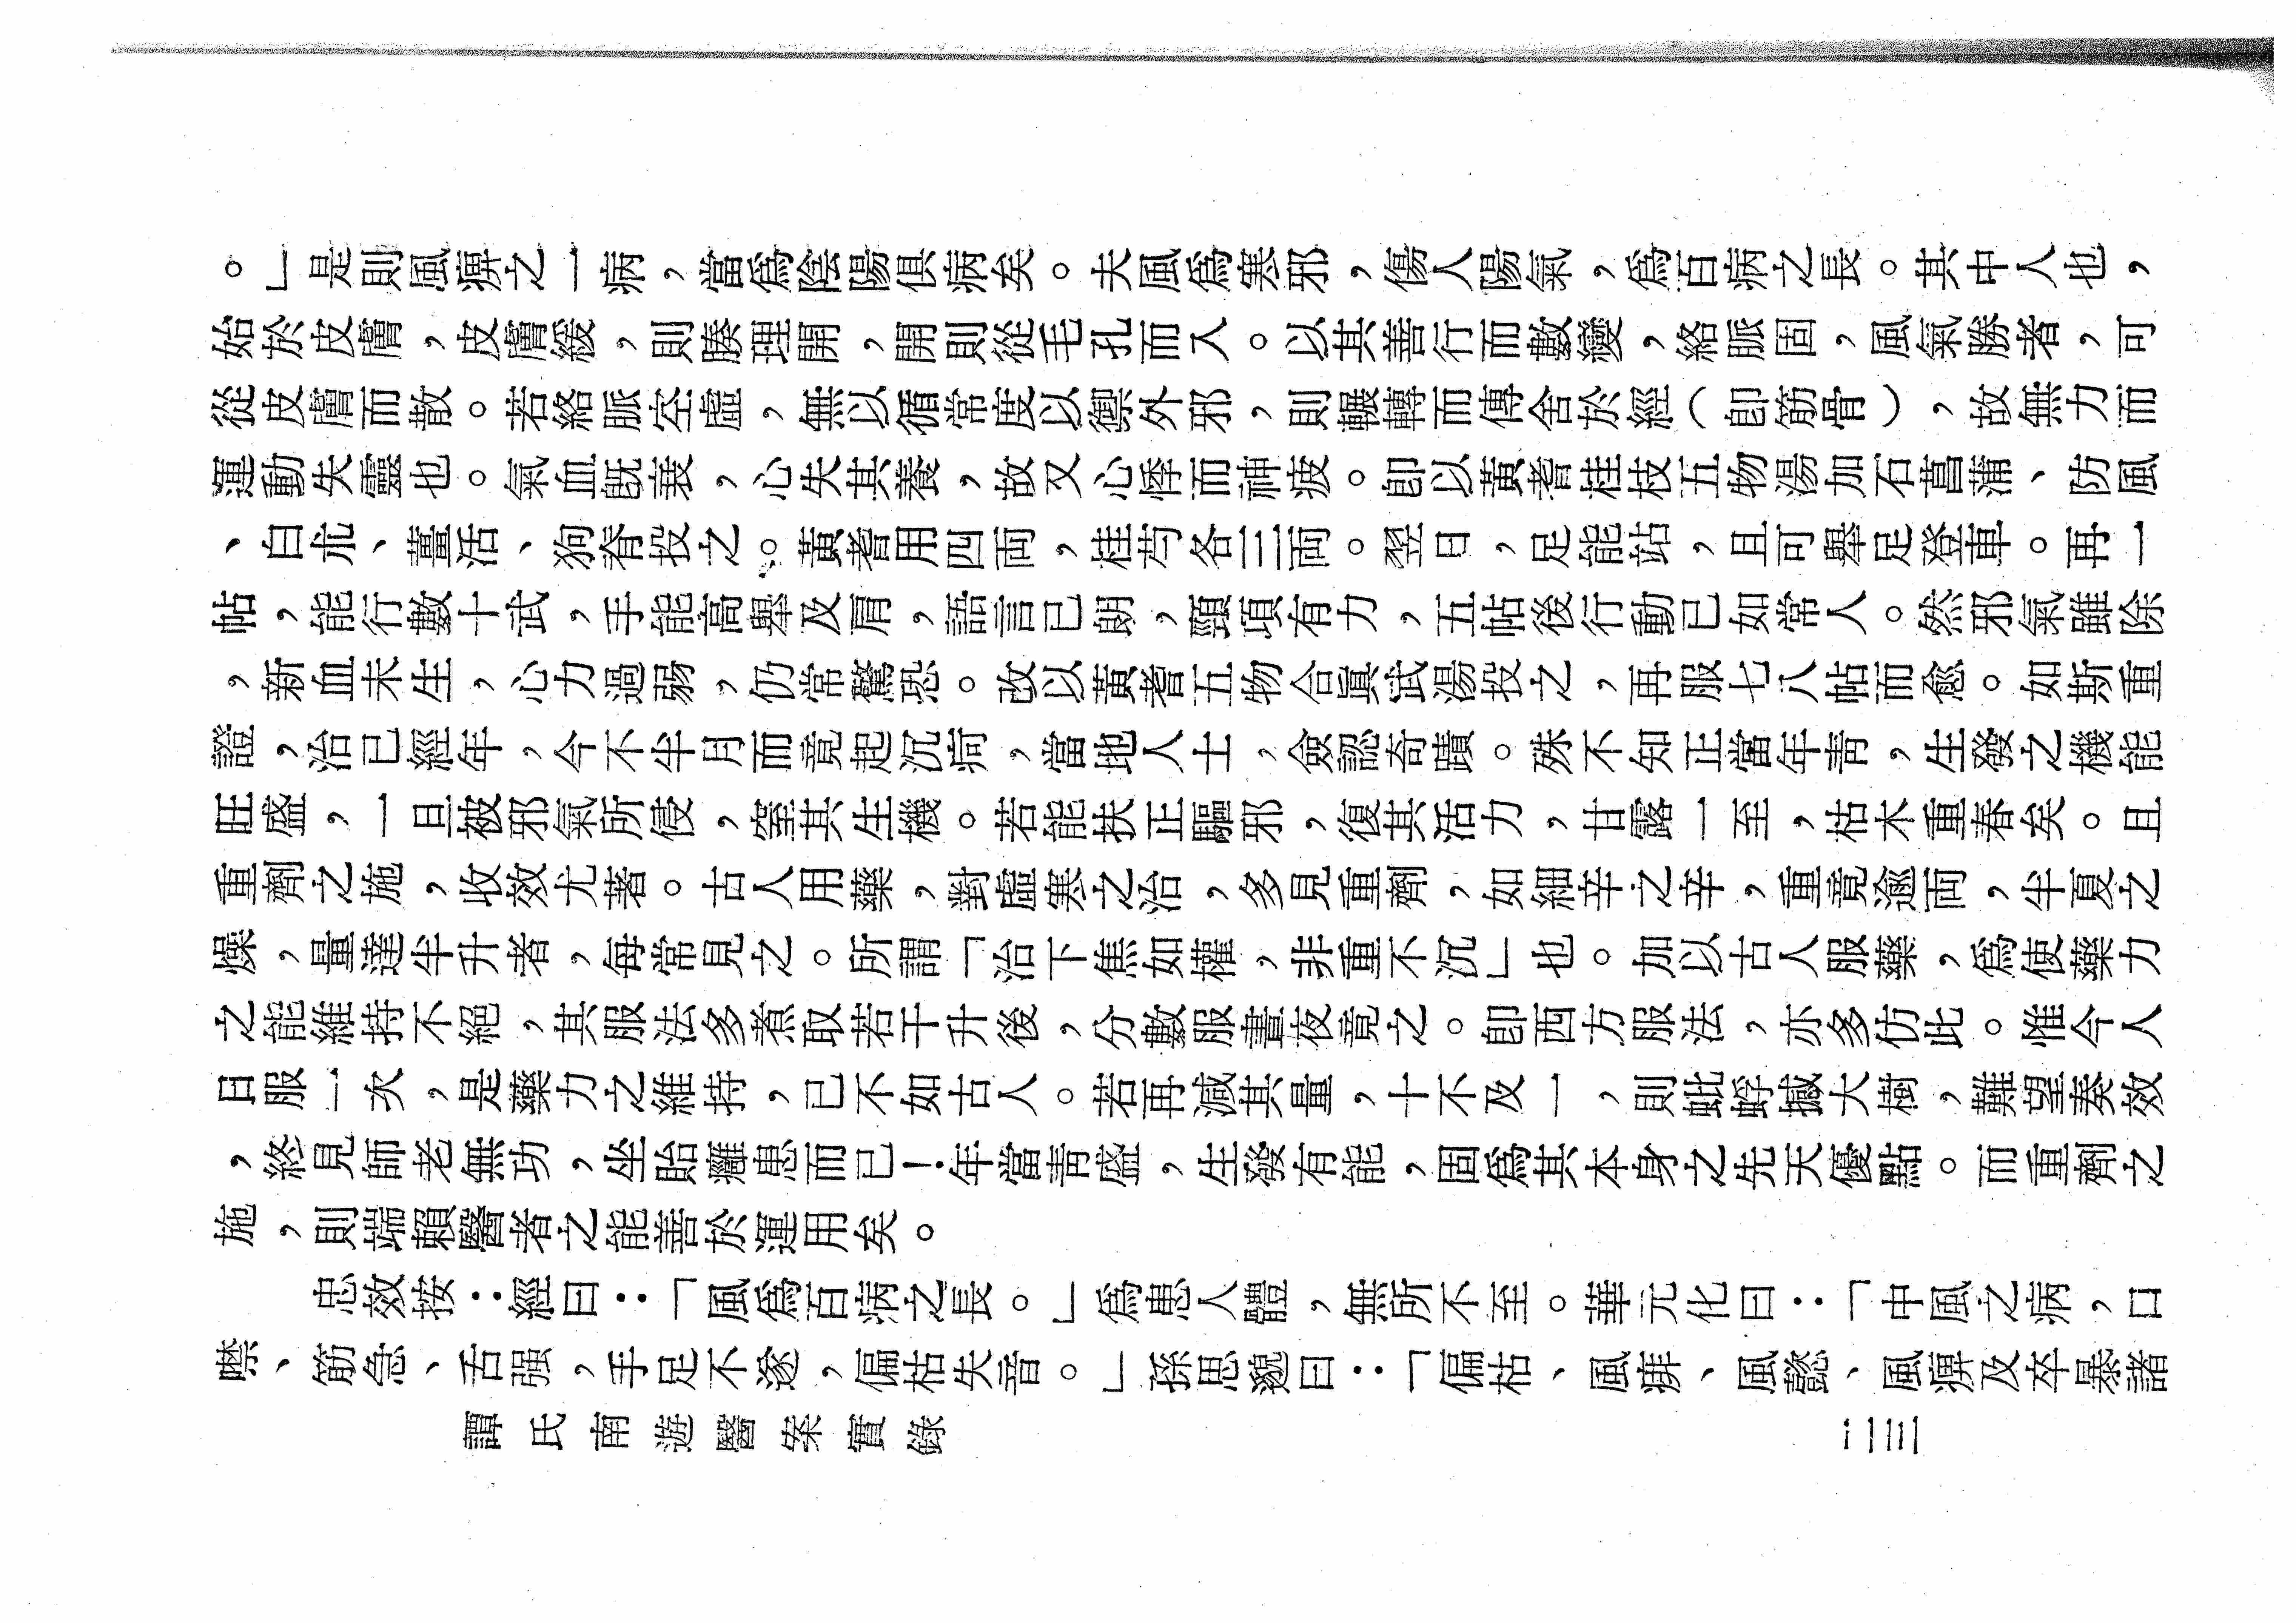 。」是則風痹之一病，當爲陰陽俱病矣。夫風爲寒邪，傷人陽氣，爲百病之長。其中人也，
始於皮膚，皮膚緩，則腠理開，開則從毛孔而入。以其善行而數變，絡脈固，風氣勝者，可
從皮膚而散。若絡脈空虛，無以循常度以禦外邪，則輾轉而傳舍於經（卽筋骨），故無力而
運動失靈也。氣血旣衰，心失其養，故又心悸而神疲。卽以黃耆桂枝五物湯加石菖蒲、防風
、白朮、薑活、狗脊投之。黃耆用四両，桂芍各三両。翌日，足能站，且可舉足登車。再一
帖，能行數十武，手能高舉及肩，語言已朗，頸項有力，五帖後行動已如常人。然邪氣雖除
，新血未生，心力過弱，仍常驚恐。改以黃耆五物合眞武湯投之，再服七八帖而愈。如斯重
證，治已經年，今不半月而竟起沉疴，當地人士，僉認奇蹟。殊不知正當年靑，生發之機能
旺盛，一旦被邪氣所侵，窒其生機。若能扶正驅邪，復其活力，甘露一至，枯木重春矣。且
重劑之施，收效尤著。古人用藥，對虛寒之治，多見重劑，如細辛之辛，重竟逾両，半夏之
燥，量達半升者，每常見之。所謂「治下焦如權，非重不沉」也。加以古人服藥，爲使藥力
之能維持不絕，其服法多煮取若干升後，分數服晝夜竟之。卽西方服法，亦多仿此。惟今人
日服一次，是藥力之維持，已不如古人。若再減其量，十不及一，則蚍蜉撼大樹，難望奏效
，終見師老無功，坐貽癰患而已！年當靑盛，生發有能，固爲其本身之先天優點。而重劑之
施，則端賴醫者之能善於運用矣。
忠效按：經曰：「風爲百病之長。」爲患人體，無所不至。華元化曰：「中風之病，口
噤、筋急、舌强，手足不遂，偏枯失音。」孫思邈曰：「偏枯、風痱、風懿、風痹及卒暴諸
譚氏南遊醫案實錄　二三